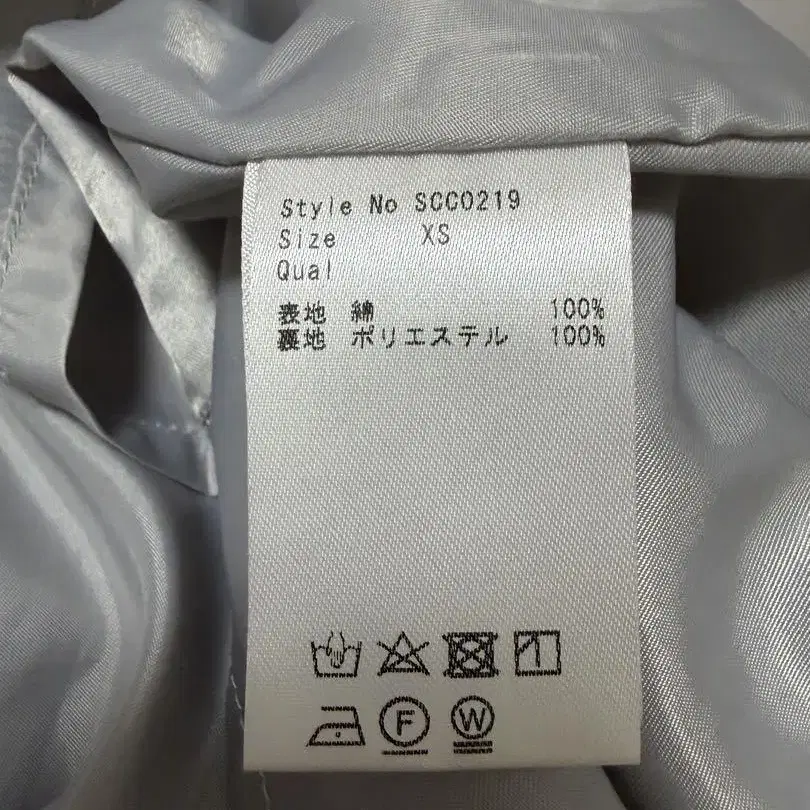 Style No SCC0219
Size XS
Qual
表地 綿 100%
裏地 ポリエステル 100%
F W